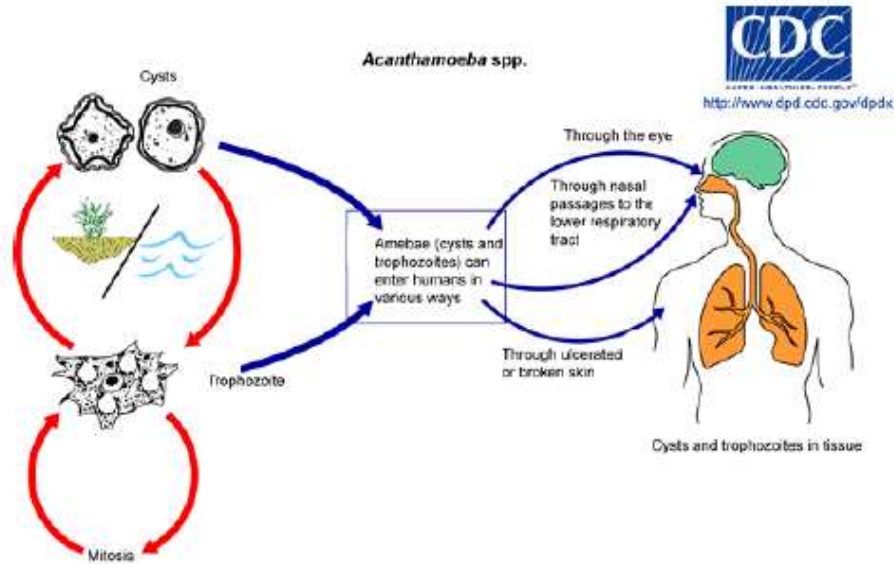 Acanthamoeba spp.
CDC
http://www.dpd.cdc.gov/dpdx
Cysts
Through the eye
Through nasal
passages to the
lower respiratory
tract
Amebae (cysts and
trophozoites) can
enter humans in
various ways
Through ulcerated
or broken skin
Trophozoite
Cysts and trophozoites in tissue
Mitosis